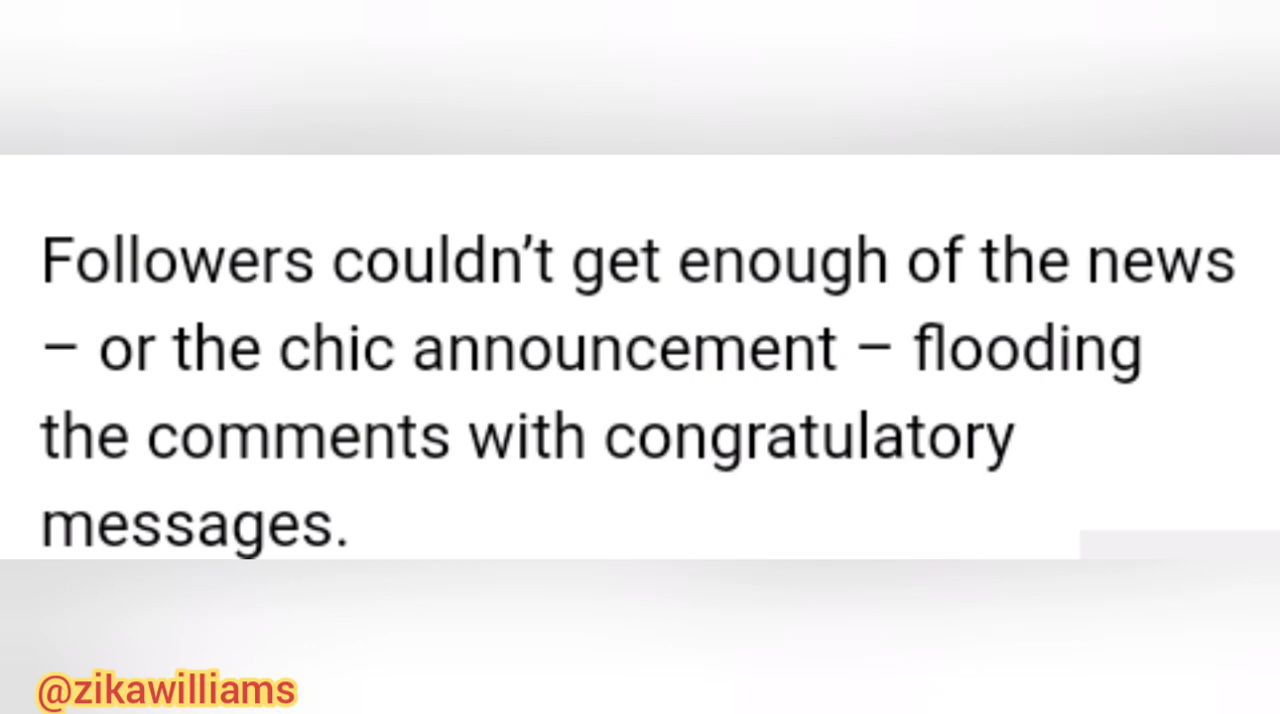 Followers couldn’t get enough of the news
– or the chic announcement – flooding
the comments with congratulatory
messages.
@zikawilliams